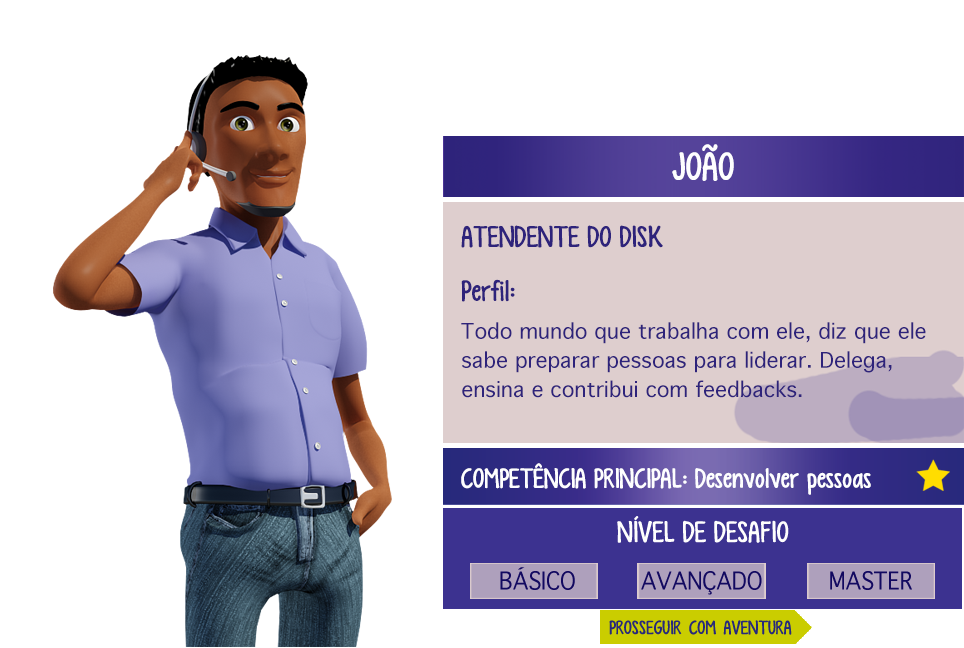 JOÃO
ATENDENTE DO DISK
Perfil:
Todo mundo que trabalha com ele, diz que ele
sabe preparar pessoas para liderar. Delega,
ensina e contribui com feedbacks.
COMPETÊNCIA PRINCIPAL: Desenvolver pessoas
NÍVEL DE DESAFIO
BÁSICO AVANÇADO MASTER
PROSSEGUIR COM AVENTURA